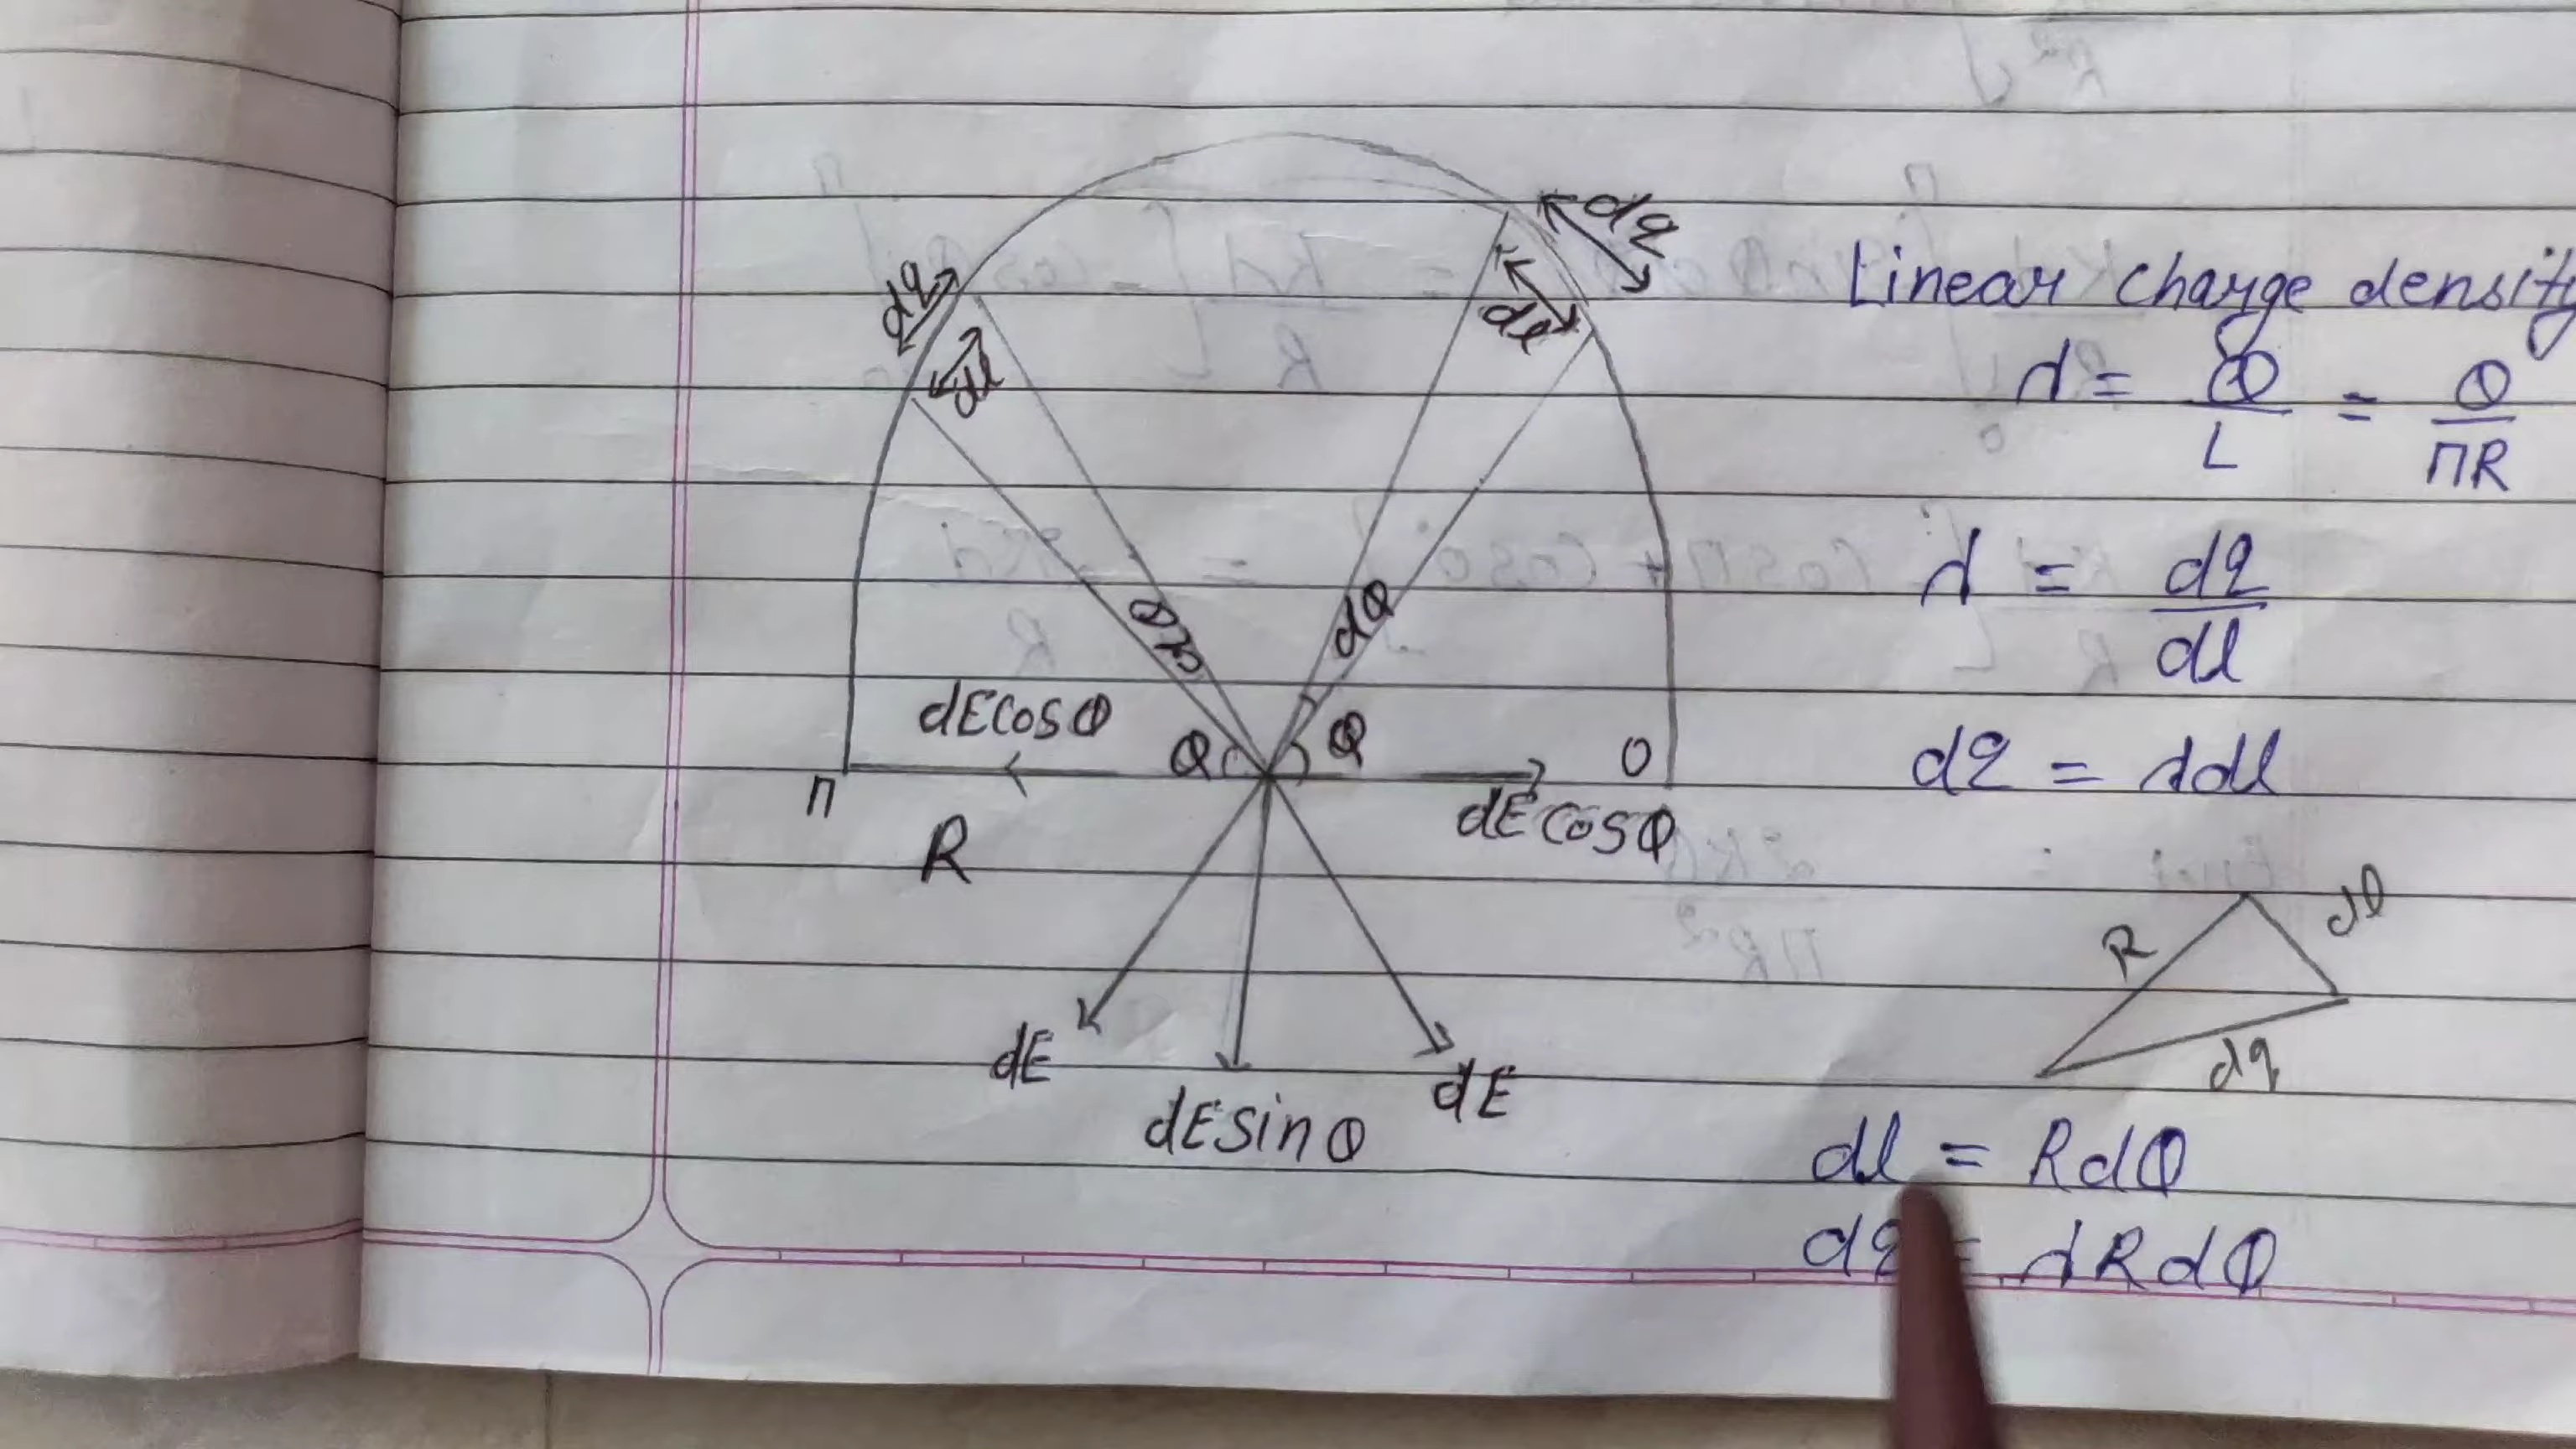 dq
dq
dl
dl
dθ
dθ
dEcosθ
θ
θ
0
π
R
dEcosθ
dE
dE
dEsinθ
Linear charge density
λ = Q/L = Q/πR
λ = dq/dl
dq = λdl
R
dl
dq
dl = Rdθ
dq = λRdθ